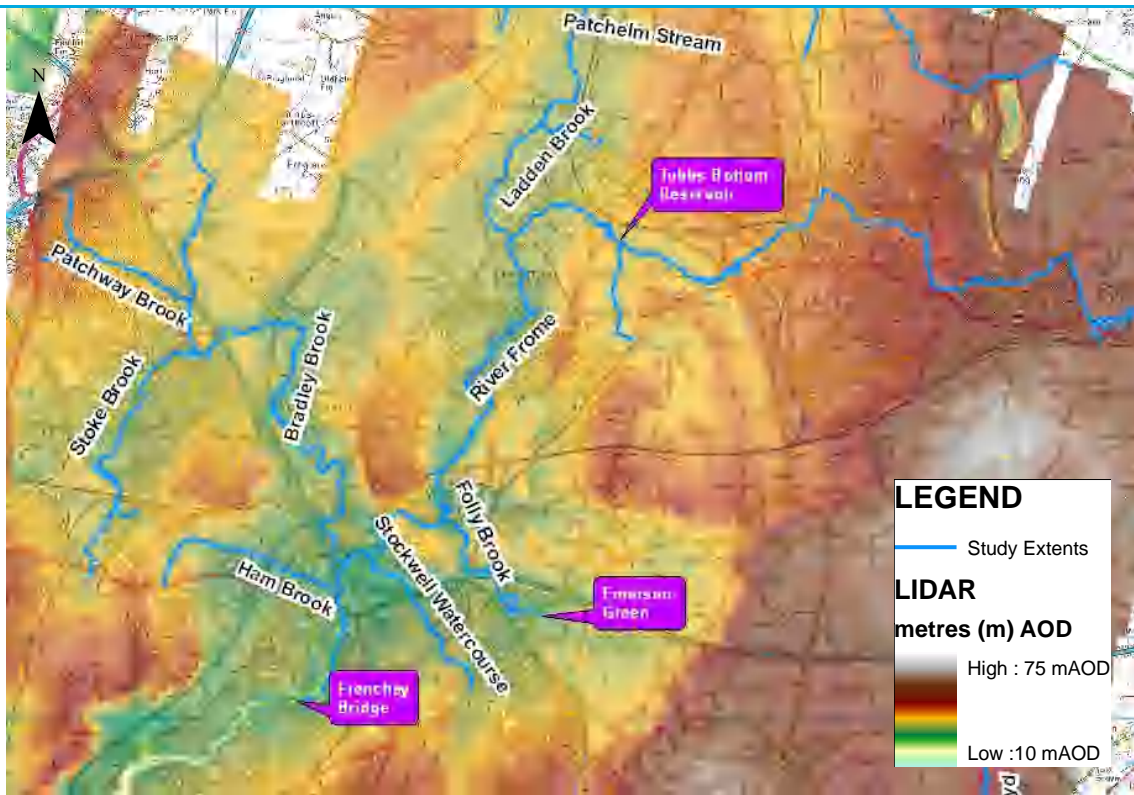 Patchelm Stream
N
Ladden Brook
Tubbs Bottom
Reservoir
Patchway Brook
River Frome
Bradley Brook
Stoke Brook
Folly Brook
Stockwell Watercourse
Ham Brook
Emerson
Green
Frenchay
Bridge
LEGEND
Study Extents
LIDAR
metres (m) AOD
High : 75 mAOD
Low :10 mAOD